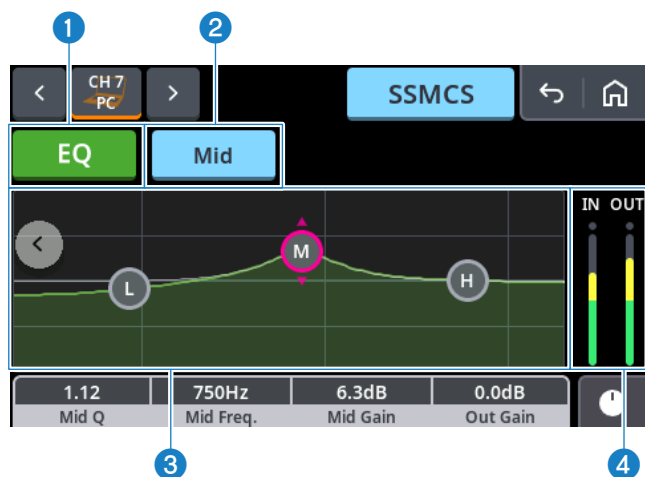 1 2
CH 7
PC
SSMCS
EQ Mid
IN OUT
L M H
1.12 750Hz 6.3dB 0.0dB
Mid Q Mid Freq. Mid Gain Out Gain
3 4